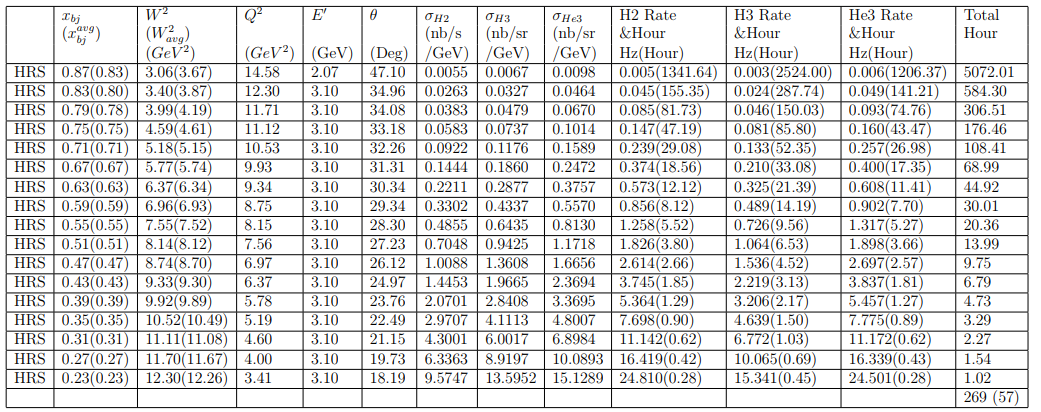 x_bj W² Q² E′ θ σ_H2 σ_H3 σ_He3 H2 Rate H3 Rate He3 Rate Total
(x_bj^avg) (W²_avg) (nb/s (nb/sr (nb/sr &Hour &Hour &Hour Hour
(GeV²) (GeV²) (GeV) (Deg) /GeV) /GeV) /GeV) Hz(Hour) Hz(Hour) Hz(Hour)
HRS 0.87(0.83) 3.06(3.67) 14.58 2.07 47.10 0.0055 0.0067 0.0098 0.005(1341.64) 0.003(2524.00) 0.006(1206.37) 5072.01
HRS 0.83(0.80) 3.40(3.87) 12.30 3.10 34.96 0.0263 0.0327 0.0464 0.045(155.35) 0.024(287.74) 0.049(141.21) 584.30
HRS 0.79(0.78) 3.99(4.19) 11.71 3.10 34.08 0.0383 0.0479 0.0670 0.085(81.73) 0.046(150.03) 0.093(74.76) 306.51
HRS 0.75(0.75) 4.59(4.61) 11.12 3.10 33.18 0.0583 0.0737 0.1014 0.147(47.19) 0.081(85.80) 0.160(43.47) 176.46
HRS 0.71(0.71) 5.18(5.15) 10.53 3.10 32.26 0.0922 0.1176 0.1589 0.239(29.08) 0.133(52.35) 0.257(26.98) 108.41
HRS 0.67(0.67) 5.77(5.74) 9.93 3.10 31.31 0.1444 0.1860 0.2472 0.374(18.56) 0.210(33.08) 0.400(17.35) 68.99
HRS 0.63(0.63) 6.37(6.34) 9.34 3.10 30.34 0.2211 0.2877 0.3757 0.573(12.12) 0.325(21.39) 0.608(11.41) 44.92
HRS 0.59(0.59) 6.96(6.93) 8.75 3.10 29.34 0.3302 0.4337 0.5570 0.856(8.12) 0.489(14.19) 0.902(7.70) 30.01
HRS 0.55(0.55) 7.55(7.52) 8.15 3.10 28.30 0.4855 0.6435 0.8130 1.258(5.52) 0.726(9.56) 1.317(5.27) 20.36
HRS 0.51(0.51) 8.14(8.12) 7.56 3.10 27.23 0.7048 0.9425 1.1718 1.826(3.80) 1.064(6.53) 1.898(3.66) 13.99
HRS 0.47(0.47) 8.74(8.70) 6.97 3.10 26.12 1.0088 1.3608 1.6656 2.614(2.66) 1.536(4.52) 2.697(2.57) 9.75
HRS 0.43(0.43) 9.33(9.30) 6.37 3.10 24.97 1.4453 1.9665 2.3694 3.745(1.85) 2.219(3.13) 3.837(1.81) 6.79
HRS 0.39(0.39) 9.92(9.89) 5.78 3.10 23.76 2.0701 2.8408 3.3695 5.364(1.29) 3.206(2.17) 5.457(1.27) 4.73
HRS 0.35(0.35) 10.52(10.49) 5.19 3.10 22.49 2.9707 4.1113 4.8007 7.698(0.90) 4.639(1.50) 7.775(0.89) 3.29
HRS 0.31(0.31) 11.11(11.08) 4.60 3.10 21.15 4.3001 6.0017 6.8984 11.142(0.62) 6.772(1.03) 11.172(0.62) 2.27
HRS 0.27(0.27) 11.70(11.67) 4.00 3.10 19.73 6.3363 8.9197 10.0893 16.419(0.42) 10.065(0.69) 16.339(0.43) 1.54
HRS 0.23(0.23) 12.30(12.26) 3.41 3.10 18.19 9.5747 13.5952 15.1289 24.810(0.28) 15.341(0.45) 24.501(0.28) 1.02
269 (57)